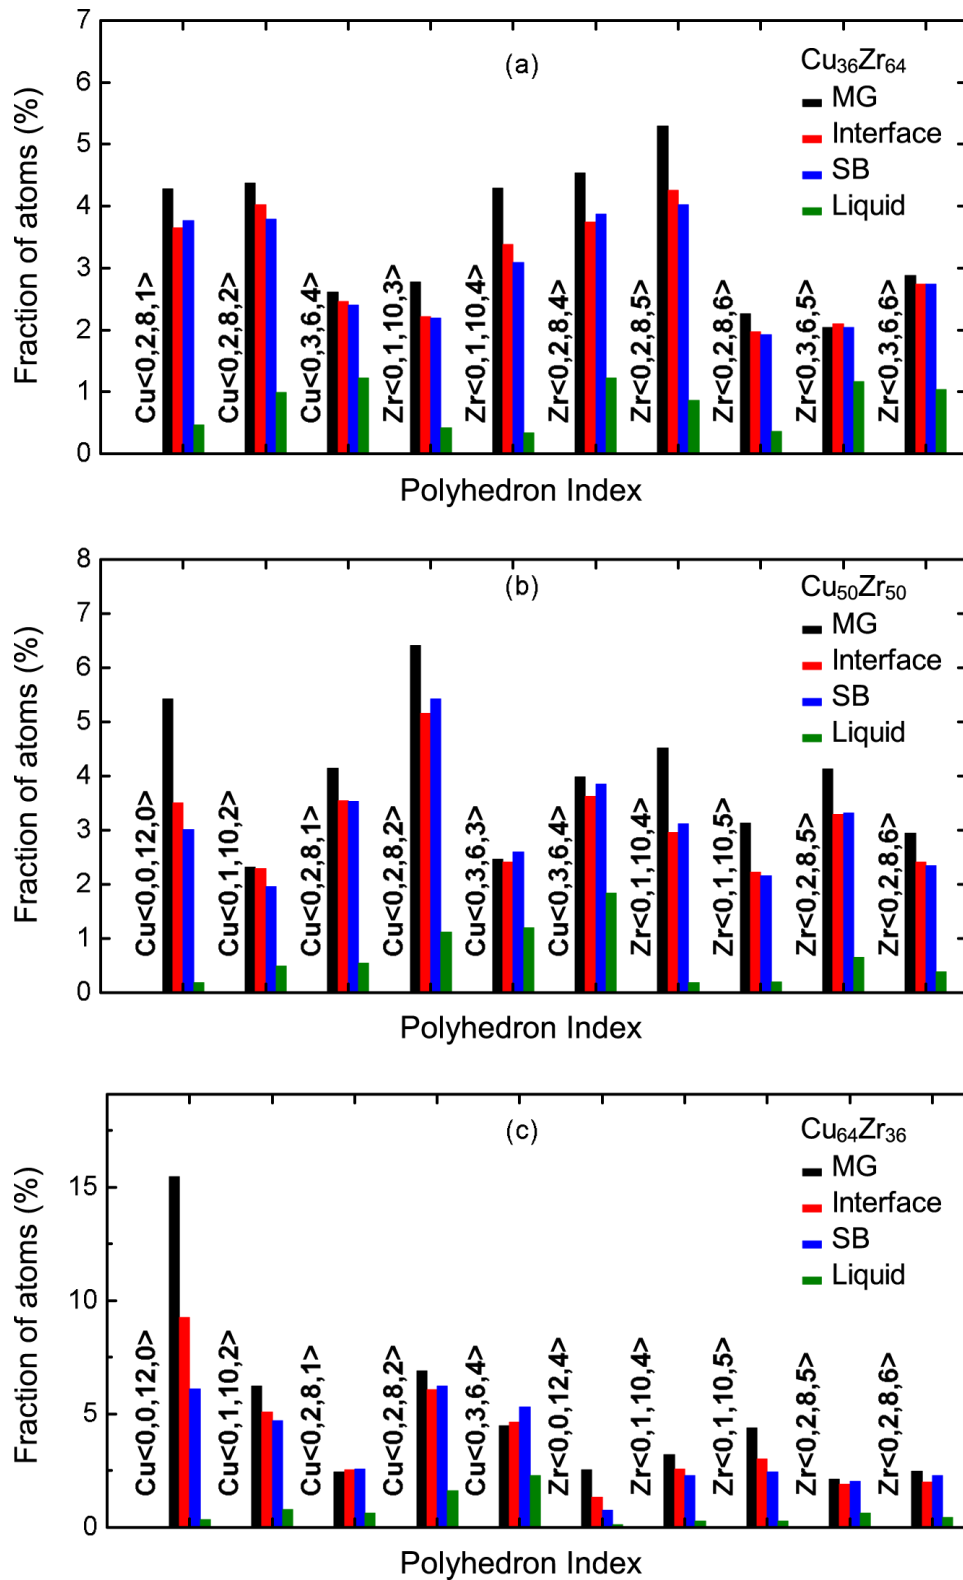 7
6
5
4
3
2
1
0
Fraction of atoms (%)
(a)
Cu36Zr64
MG
Interface
SB
Liquid
Cu<0,2,8,1>
Cu<0,2,8,2>
Cu<0,3,6,4>
Zr<0,1,10,3>
Zr<0,1,10,4>
Zr<0,2,8,4>
Zr<0,2,8,5>
Zr<0,2,8,6>
Zr<0,3,6,5>
Zr<0,3,6,6>
Polyhedron Index
8
7
6
5
4
3
2
1
0
Fraction of atoms (%)
(b)
Cu50Zr50
MG
Interface
SB
Liquid
Cu<0,0,12,0>
Cu<0,1,10,2>
Cu<0,2,8,1>
Cu<0,2,8,2>
Cu<0,3,6,3>
Cu<0,3,6,4>
Zr<0,1,10,4>
Zr<0,1,10,5>
Zr<0,2,8,5>
Zr<0,2,8,6>
Polyhedron Index
15
10
5
0
Fraction of atoms (%)
(c)
Cu64Zr36
MG
Interface
SB
Liquid
Cu<0,0,12,0>
Cu<0,1,10,2>
Cu<0,2,8,1>
Cu<0,2,8,2>
Cu<0,3,6,4>
Zr<0,0,12,4>
Zr<0,1,10,4>
Zr<0,1,10,5>
Zr<0,2,8,5>
Zr<0,2,8,6>
Polyhedron Index